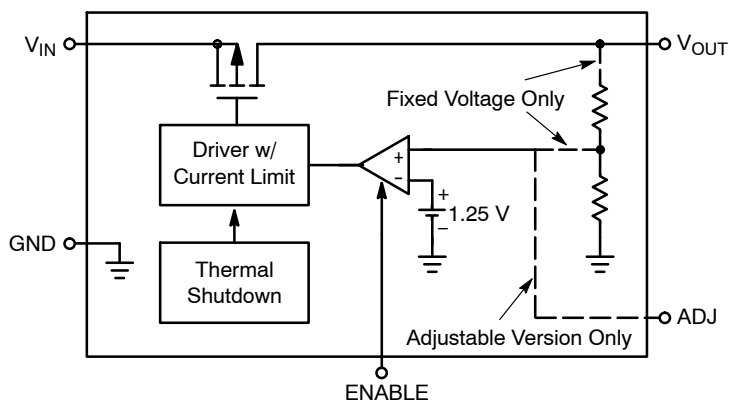 V_IN
V_OUT
Fixed Voltage Only
Driver w/
Current Limit
+
−
+
1.25 V
−
GND
Thermal
Shutdown
ADJ
Adjustable Version Only
ENABLE